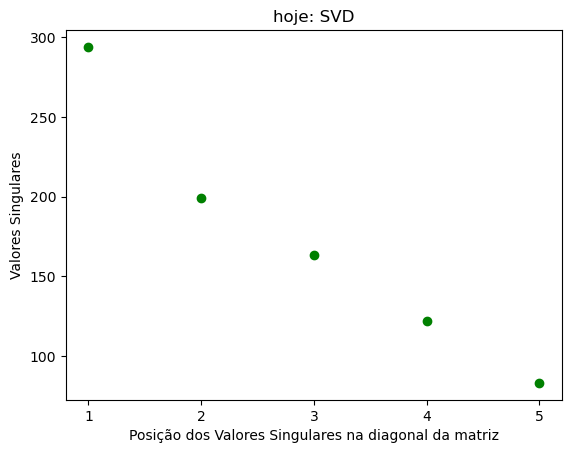 hoje: SVD
300
250
200
150
100
Valores Singulares
1 2 3 4 5
Posição dos Valores Singulares na diagonal da matriz